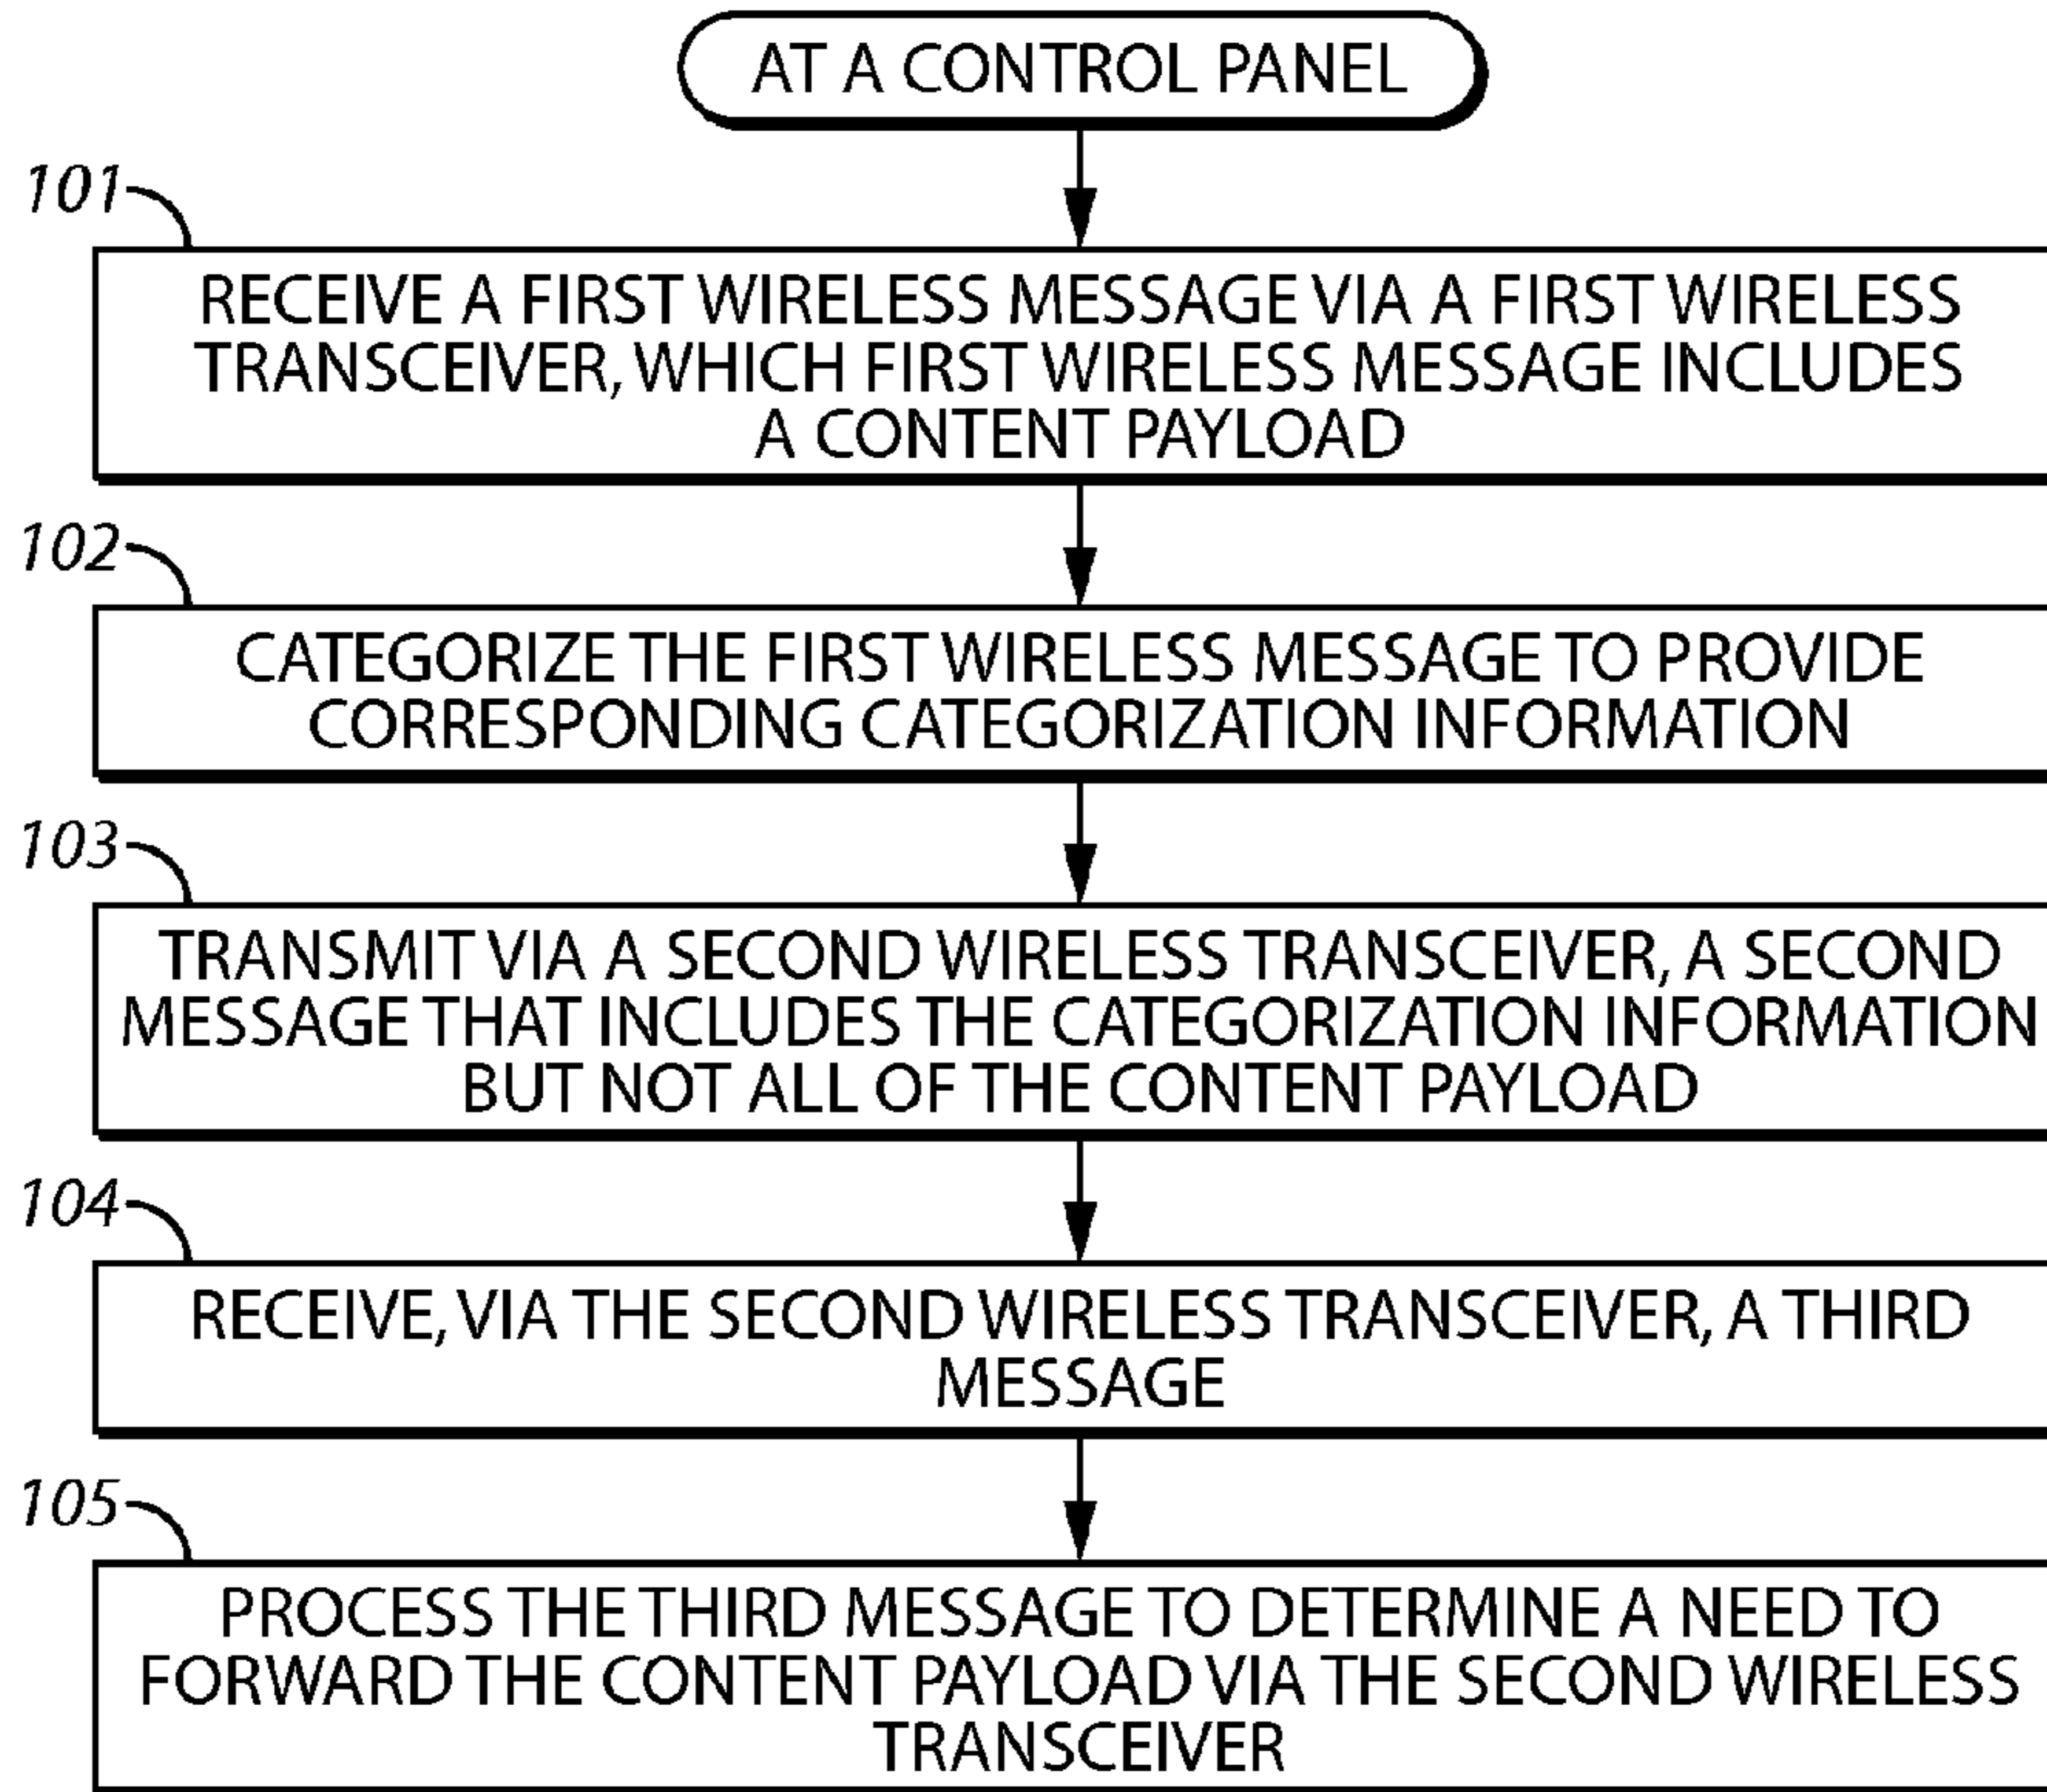 AT A CONTROL PANEL
101
RECEIVE A FIRST WIRELESS MESSAGE VIA A FIRST WIRELESS
TRANSCEIVER, WHICH FIRST WIRELESS MESSAGE INCLUDES
A CONTENT PAYLOAD
102
CATEGORIZE THE FIRST WIRELESS MESSAGE TO PROVIDE
CORRESPONDING CATEGORIZATION INFORMATION
103
TRANSMIT VIA A SECOND WIRELESS TRANSCEIVER, A SECOND
MESSAGE THAT INCLUDES THE CATEGORIZATION INFORMATION
BUT NOT ALL OF THE CONTENT PAYLOAD
104
RECEIVE, VIA THE SECOND WIRELESS TRANSCEIVER, A THIRD
MESSAGE
105
PROCESS THE THIRD MESSAGE TO DETERMINE A NEED TO
FORWARD THE CONTENT PAYLOAD VIA THE SECOND WIRELESS
TRANSCEIVER